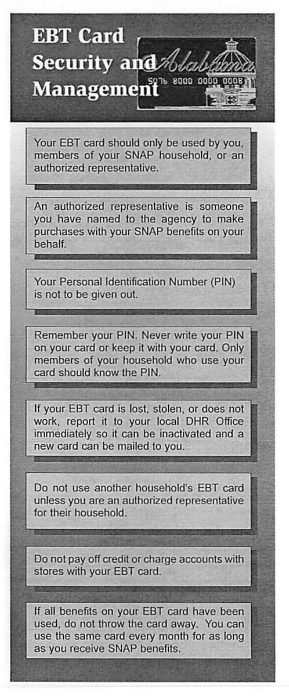 EBT Card
Security and
Management
Alabama
5076 8000 0000 0008
Your EBT card should only be used by you,
members of your SNAP household, or an
authorized representative.
An authorized representative is someone
you have named to the agency to make
purchases with your SNAP benefits on your
behalf.
Your Personal Identification Number (PIN)
is not to be given out.
Remember your PIN. Never write your PIN
on your card or keep it with your card. Only
members of your household who use your
card should know the PIN.
If your EBT card is lost, stolen, or does not
work, report it to your local DHR Office
immediately so it can be inactivated and a
new card can be mailed to you.
Do not use another household's EBT card
unless you are an authorized representative
for their household.
Do not pay off credit or charge accounts with
stores with your EBT card.
If all benefits on your EBT card have been
used, do not throw the card away. You can
use the same card every month for as long
as you receive SNAP benefits.